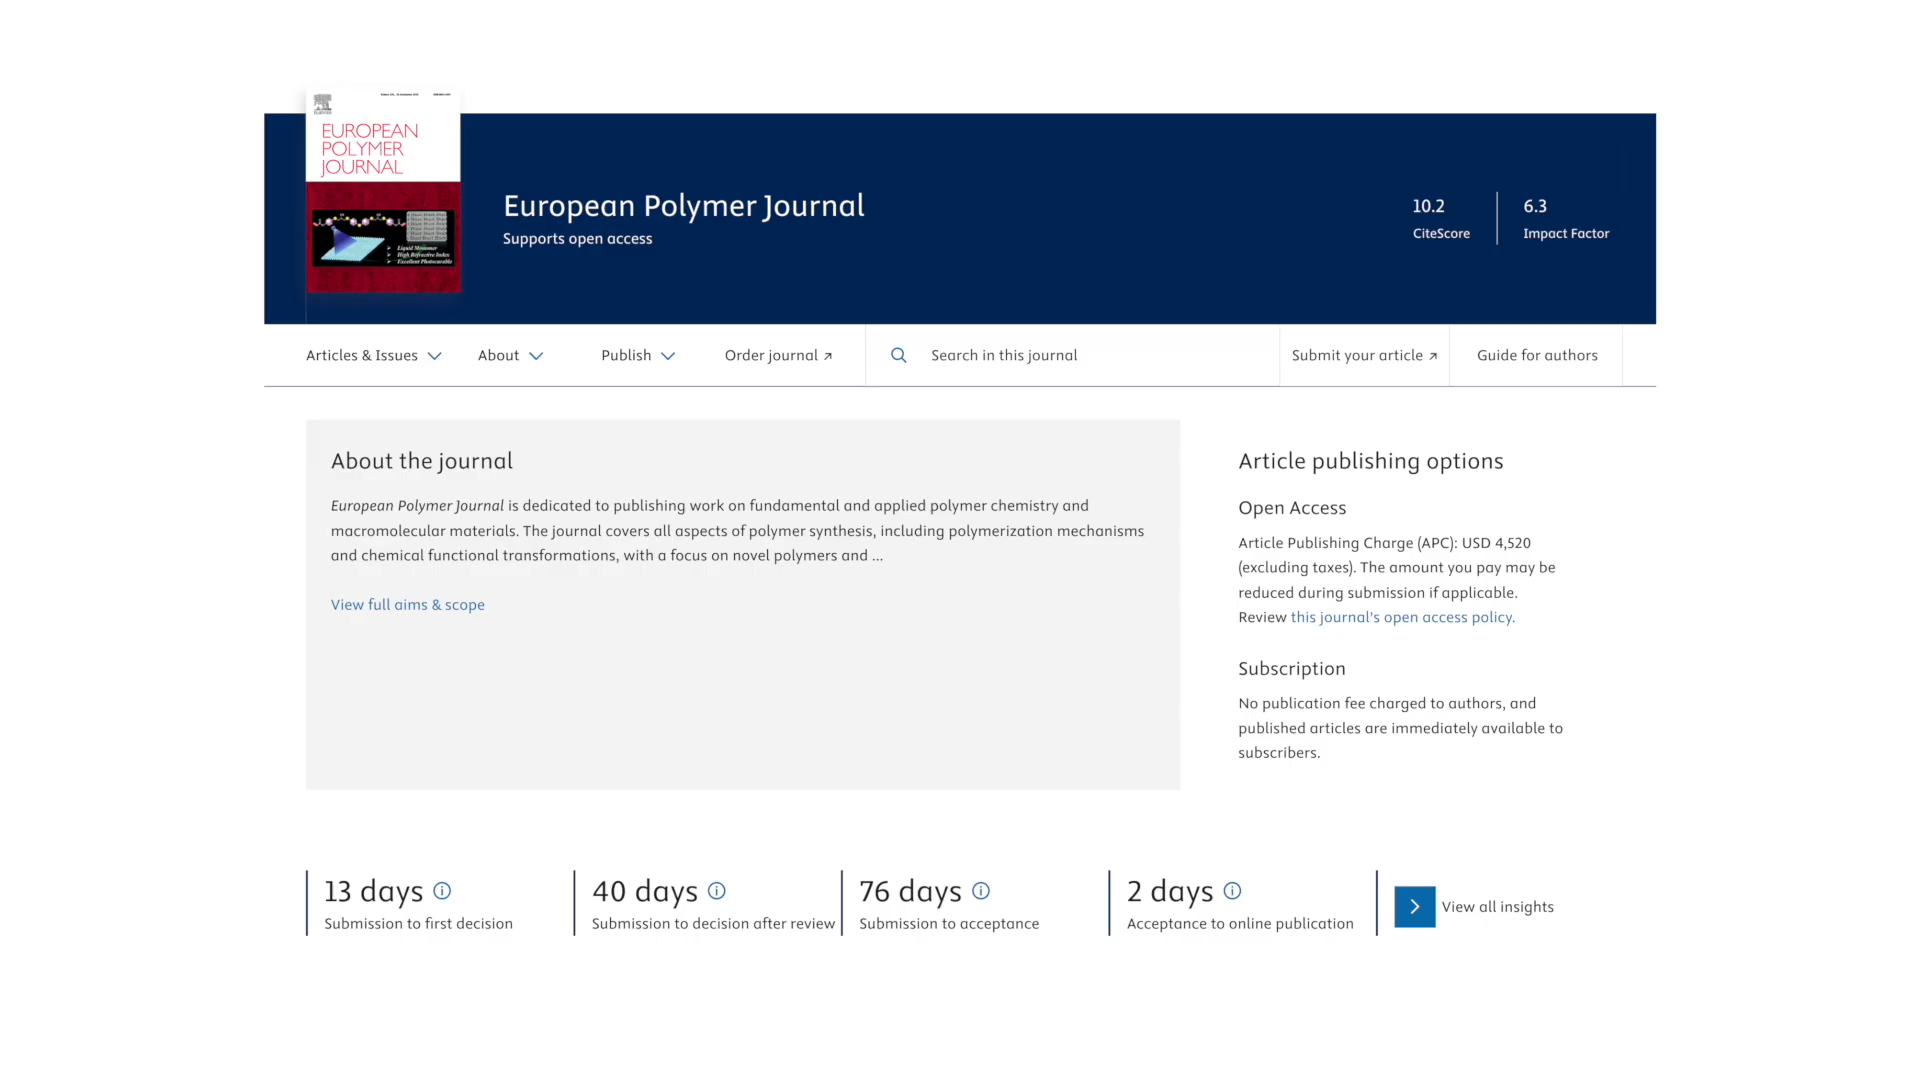 EUROPEAN
POLYMER
JOURNAL
Liquid Monomer
High Refractive Index
Excellent Photocurable
European Polymer Journal
Supports open access
10.2
CiteScore
6.3
Impact Factor
Articles & Issues
About
Publish
Order journal
Search in this journal
Submit your article
Guide for authors
About the journal
European Polymer Journal is dedicated to publishing work on fundamental and applied polymer chemistry and
macromolecular materials. The journal covers all aspects of polymer synthesis, including polymerization mechanisms
and chemical functional transformations, with a focus on novel polymers and ...
View full aims & scope
Article publishing options
Open Access
Article Publishing Charge (APC): USD 4,520
(excluding taxes). The amount you pay may be
reduced during submission if applicable.
Review this journal's open access policy.
Subscription
No publication fee charged to authors, and
published articles are immediately available to
subscribers.
13 days
Submission to first decision
40 days
Submission to decision after review
76 days
Submission to acceptance
2 days
Acceptance to online publication
View all insights